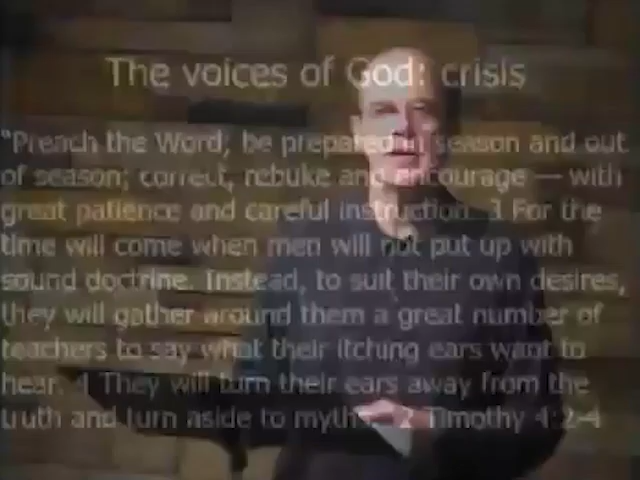 The voices of God: crisis
"Preach the Word; be prepared in season and out
of season; correct, rebuke and encourage — with
great patience and careful instruction. 3 For the
time will come when men will not put up with
sound doctrine. Instead, to suit their own desires,
they will gather around them a great number of
teachers to say what their itching ears want to
hear. 4 They will turn their ears away from the
truth and turn aside to myths. 2 Timothy 4:2-4